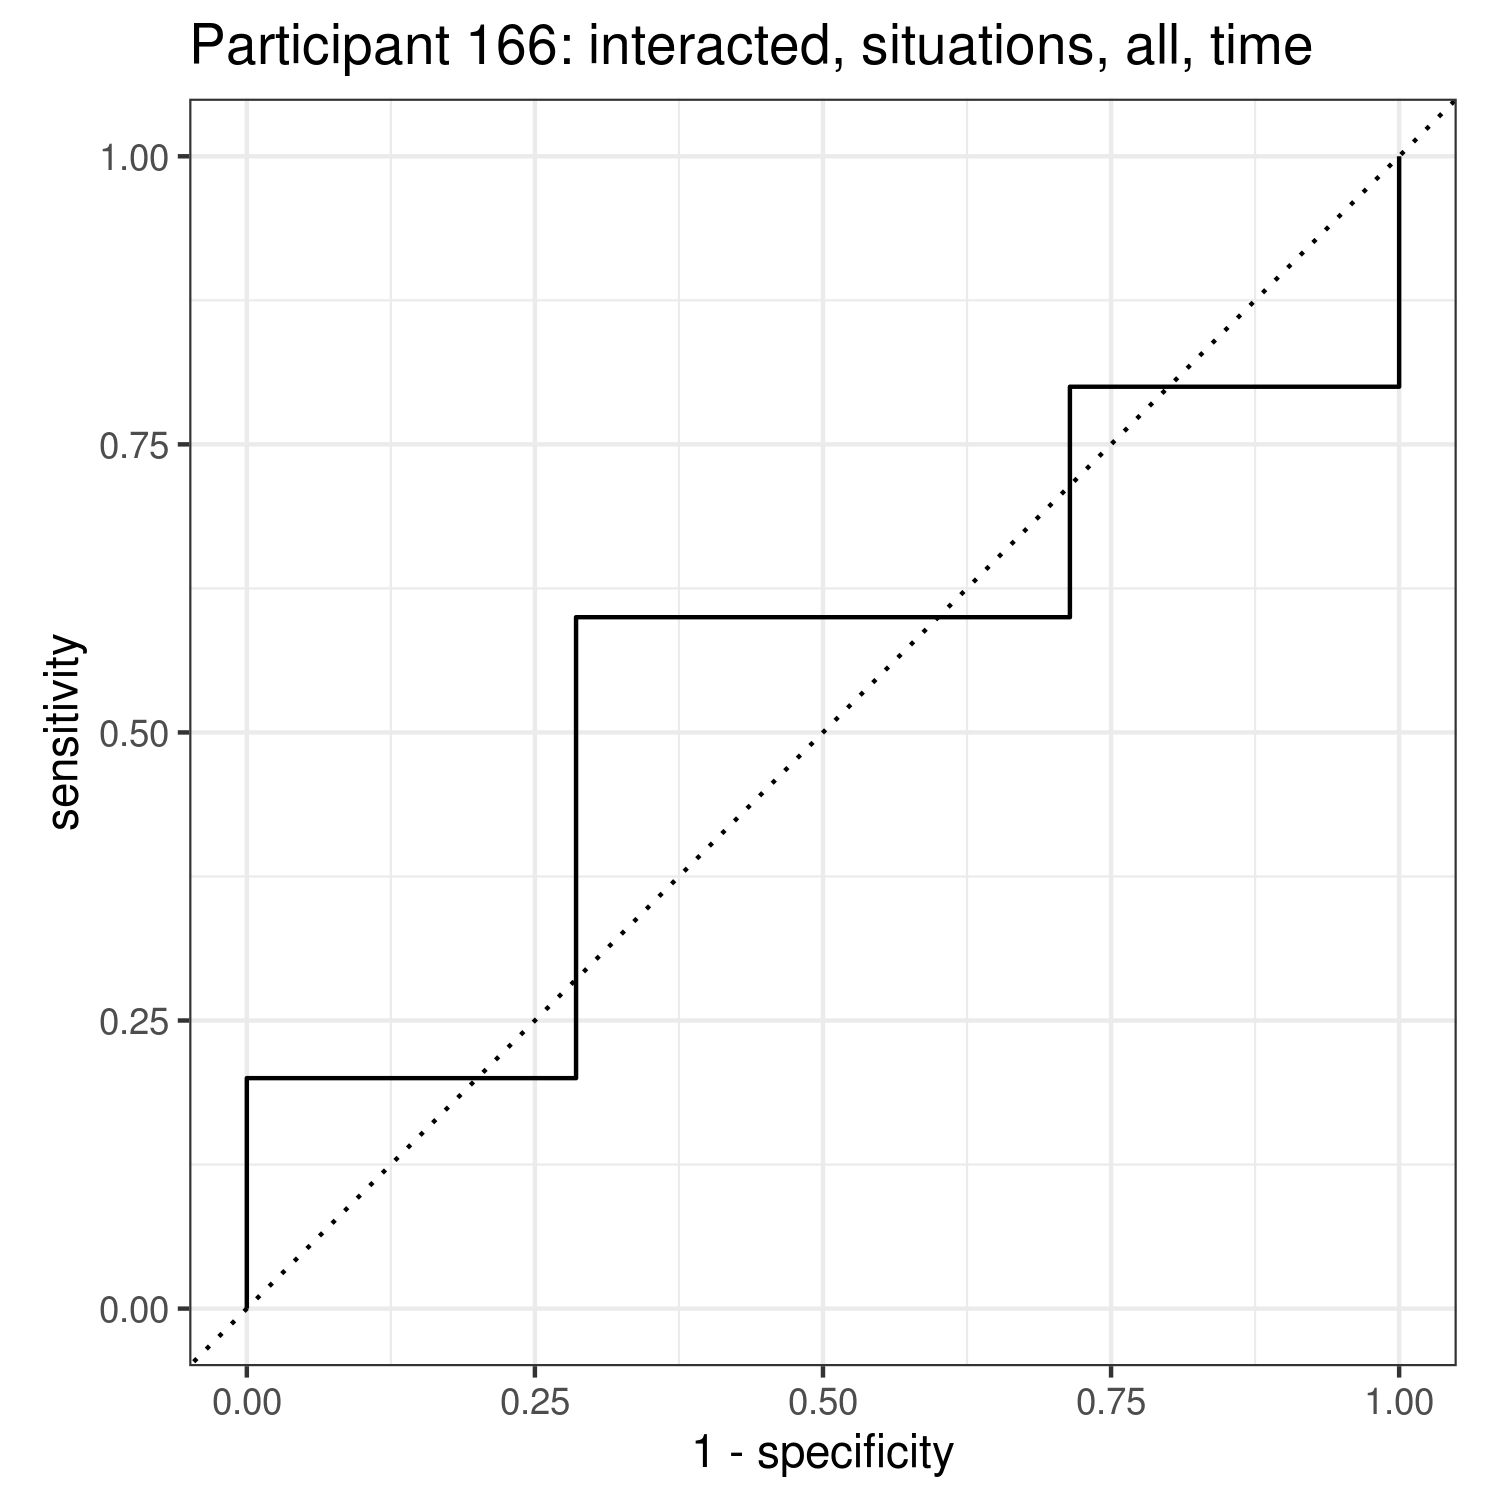 Participant 166: interacted, situations, all, time
1.00
0.75
0.50
0.25
0.00
sensitivity
0.00 0.25 0.50 0.75 1.00
1 - specificity